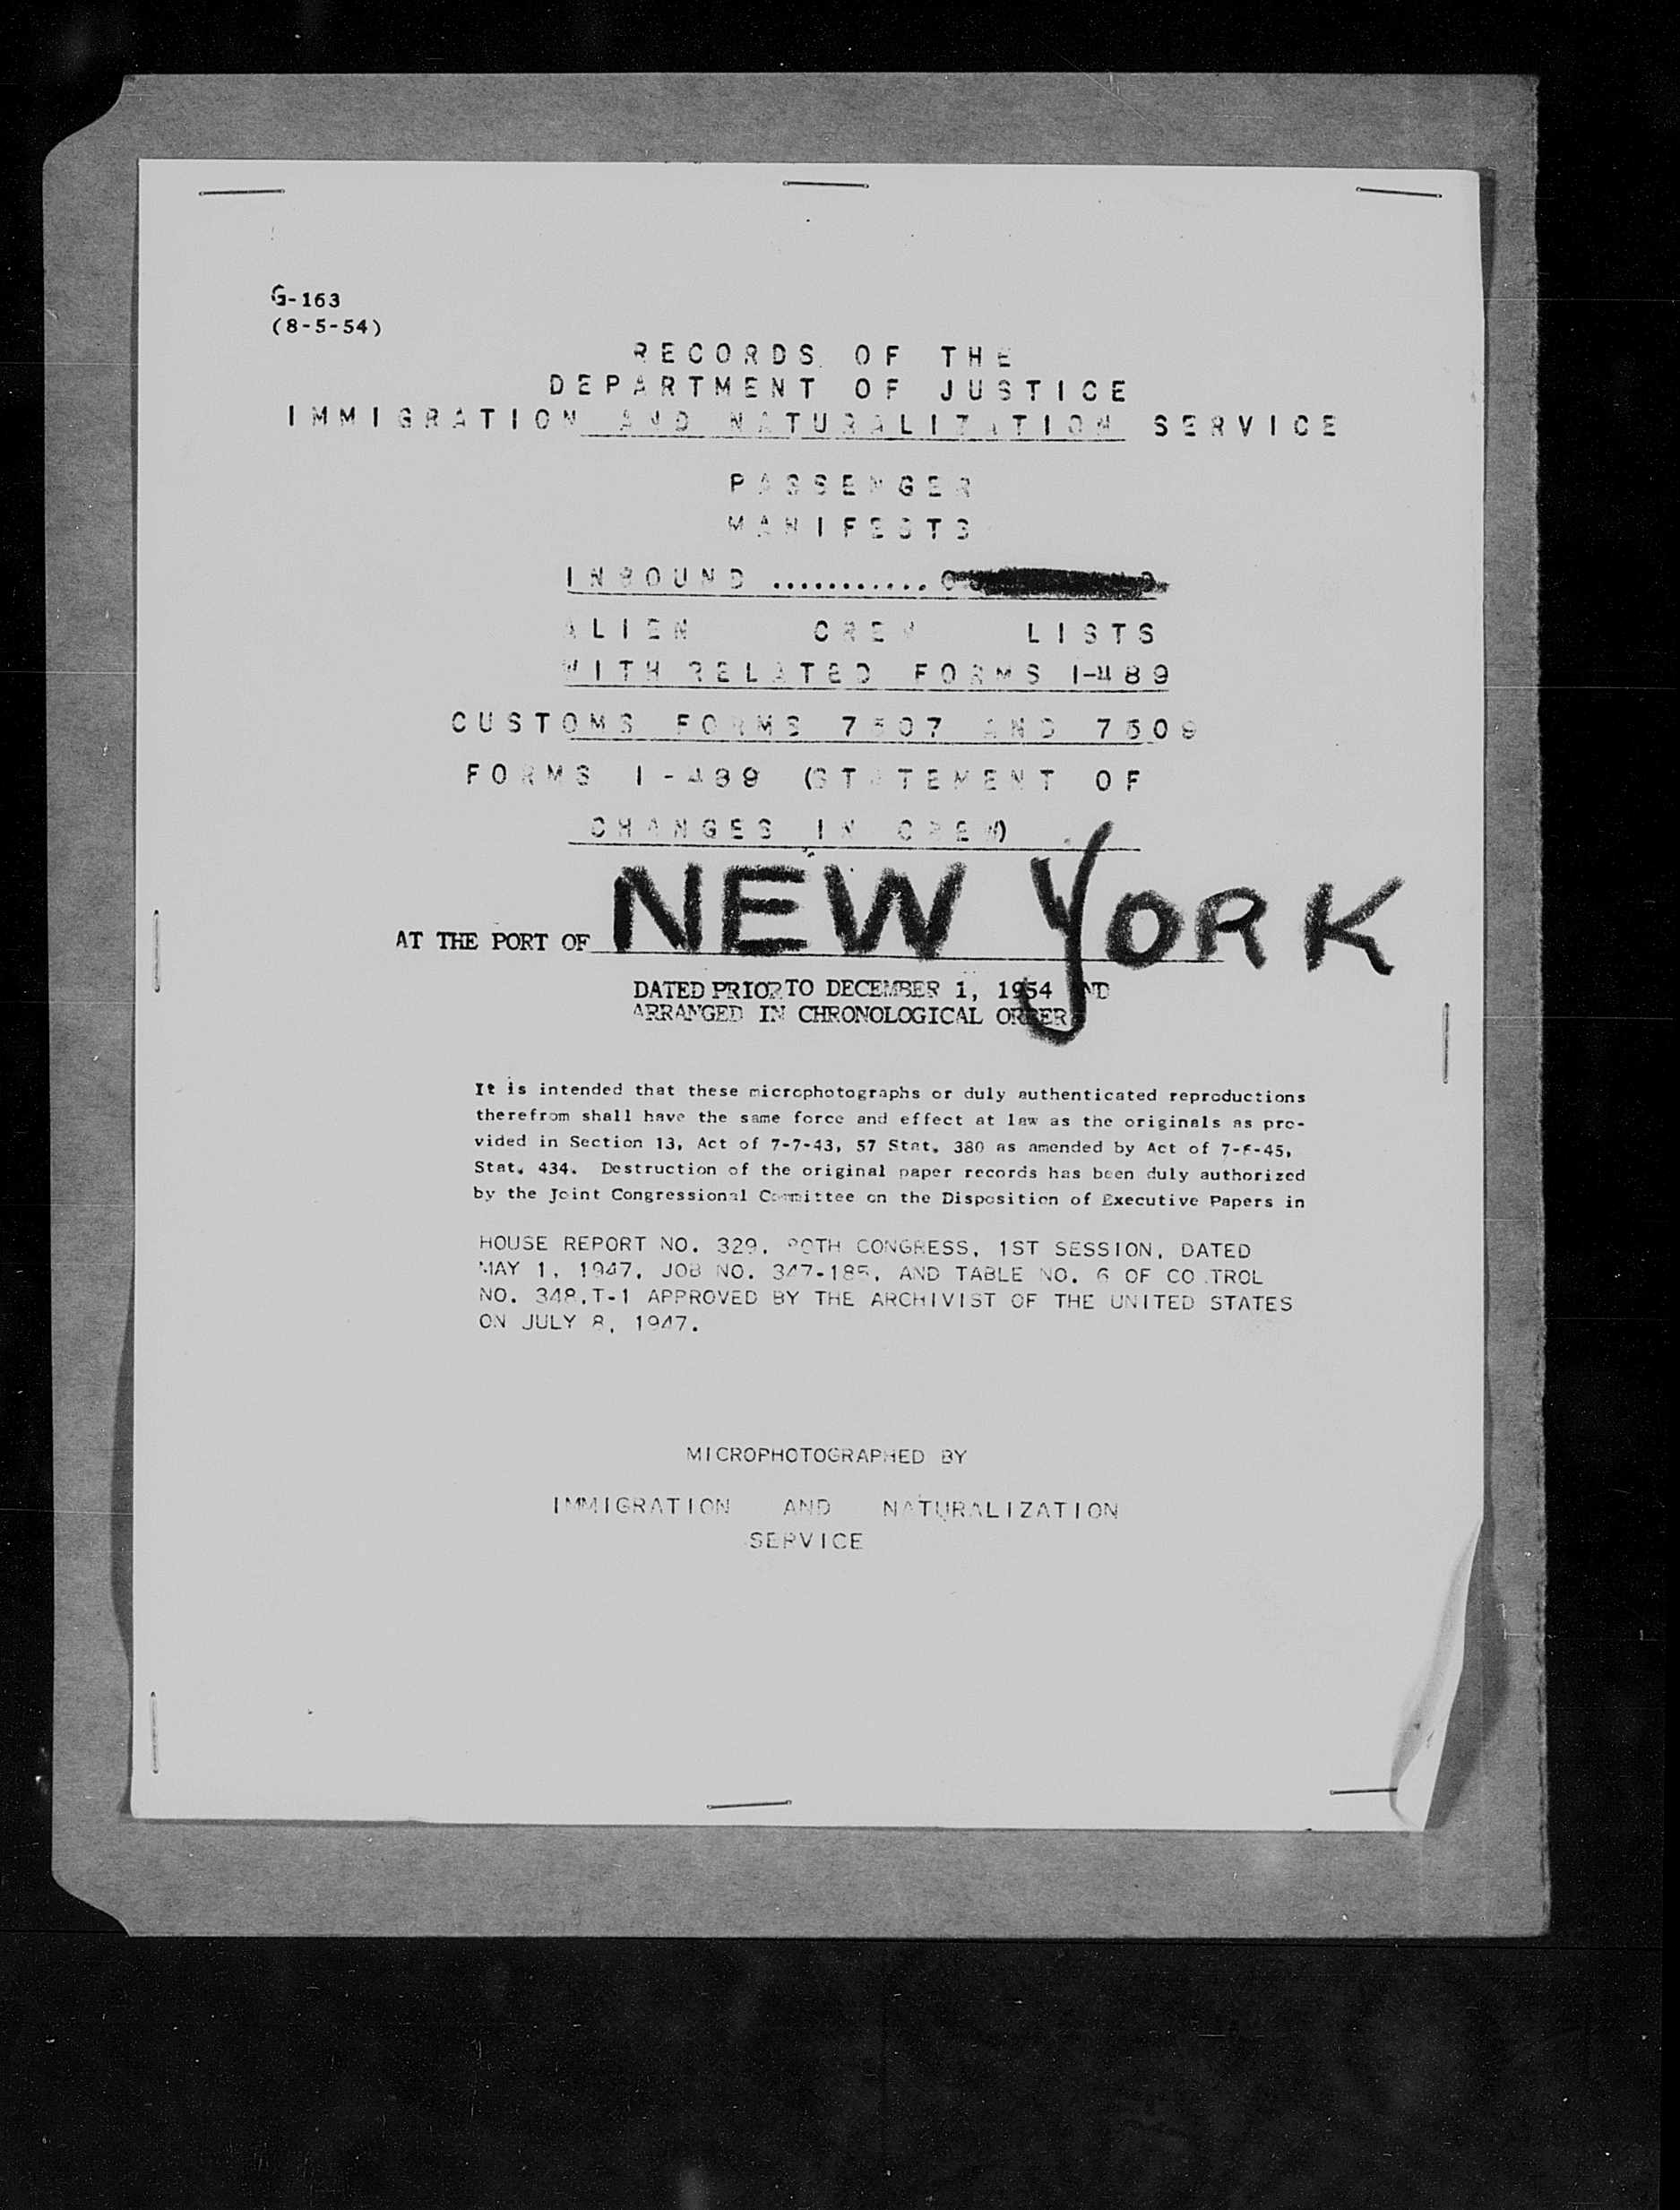 G-163
(8-5-54)
RECORDS OF THE
DEPARTMENT OF JUSTICE
IMMIGRATION AND NATURALIZATION SERVICE
PASSENGER
MANIFESTS
INBOUND ...........
ALIEN CREW LISTS
WITH RELATED FORMS I-489
CUSTOMS FORMS 7507 AND 7509
FORMS I-489 (STATEMENT OF
CHANGES IN CREW)
AT THE PORT OF NEW YORK
DATED PRIOR TO DECEMBER 1, 1954 AND
ARRANGED IN CHRONOLOGICAL ORDER
It is intended that these microphotographs or duly authenticated reproductions
therefrom shall have the same force and effect at law as the originals as pro-
vided in Section 13, Act of 7-7-43, 57 Stat. 380 as amended by Act of 7-6-45,
Stat. 434. Destruction of the original paper records has been duly authorized
by the Joint Congressional Committee on the Disposition of Executive Papers in
HOUSE REPORT NO. 329, 80TH CONGRESS, 1ST SESSION, DATED
MAY 1, 1947, JOB NO. 347-185, AND TABLE NO. 6 OF CONTROL
NO. 348.T-1 APPROVED BY THE ARCHIVIST OF THE UNITED STATES
ON JULY 8, 1947.
MICROPHOTOGRAPHED BY
IMMIGRATION AND NATURALIZATION
SERVICE